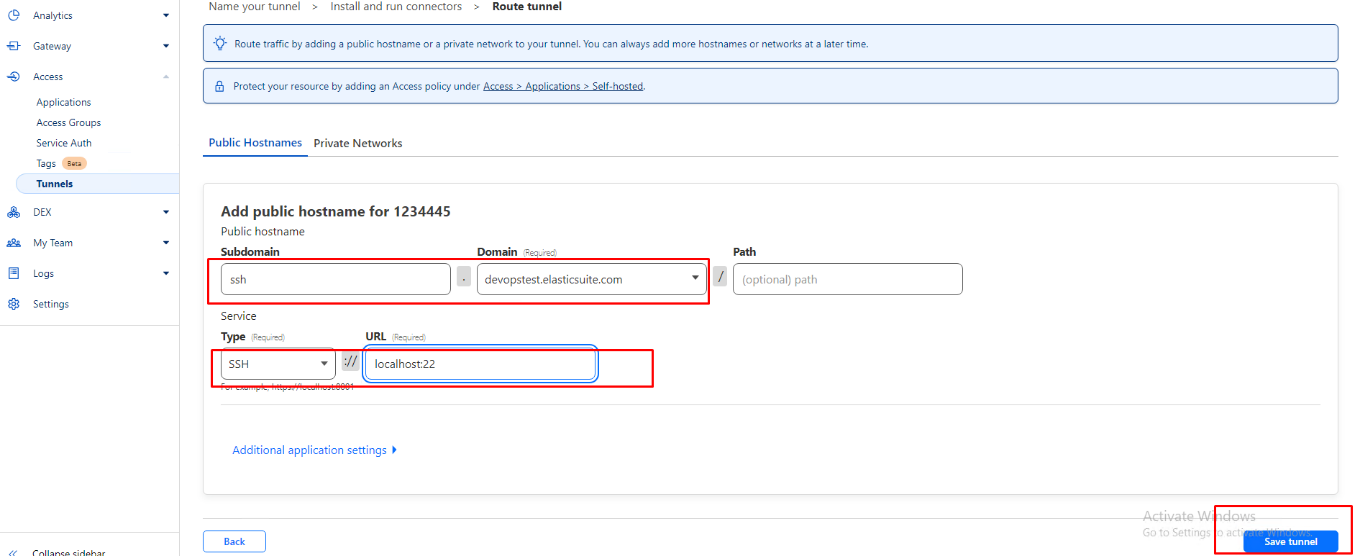 Analytics
Gateway
Access
Applications
Access Groups
Service Auth
Tags Beta
Tunnels
DEX
My Team
Logs
Settings
Collapse sidebar
Name your tunnel > Install and run connectors > Route tunnel
Route traffic by adding a public hostname or a private network to your tunnel. You can always add more hostnames or networks at a later time.
Protect your resource by adding an Access policy under Access > Applications > Self-hosted.
Public Hostnames Private Networks
Add public hostname for 1234445
Public hostname
Subdomain Domain (Required) Path
ssh . devopstest.elasticsuite.com / (optional) path
Service
Type (Required) URL (Required)
SSH :// localhost:22
For example, https://localhost:8001
Additional application settings
Activate Windows
Go to Settings to activate Windows.
Back Save tunnel